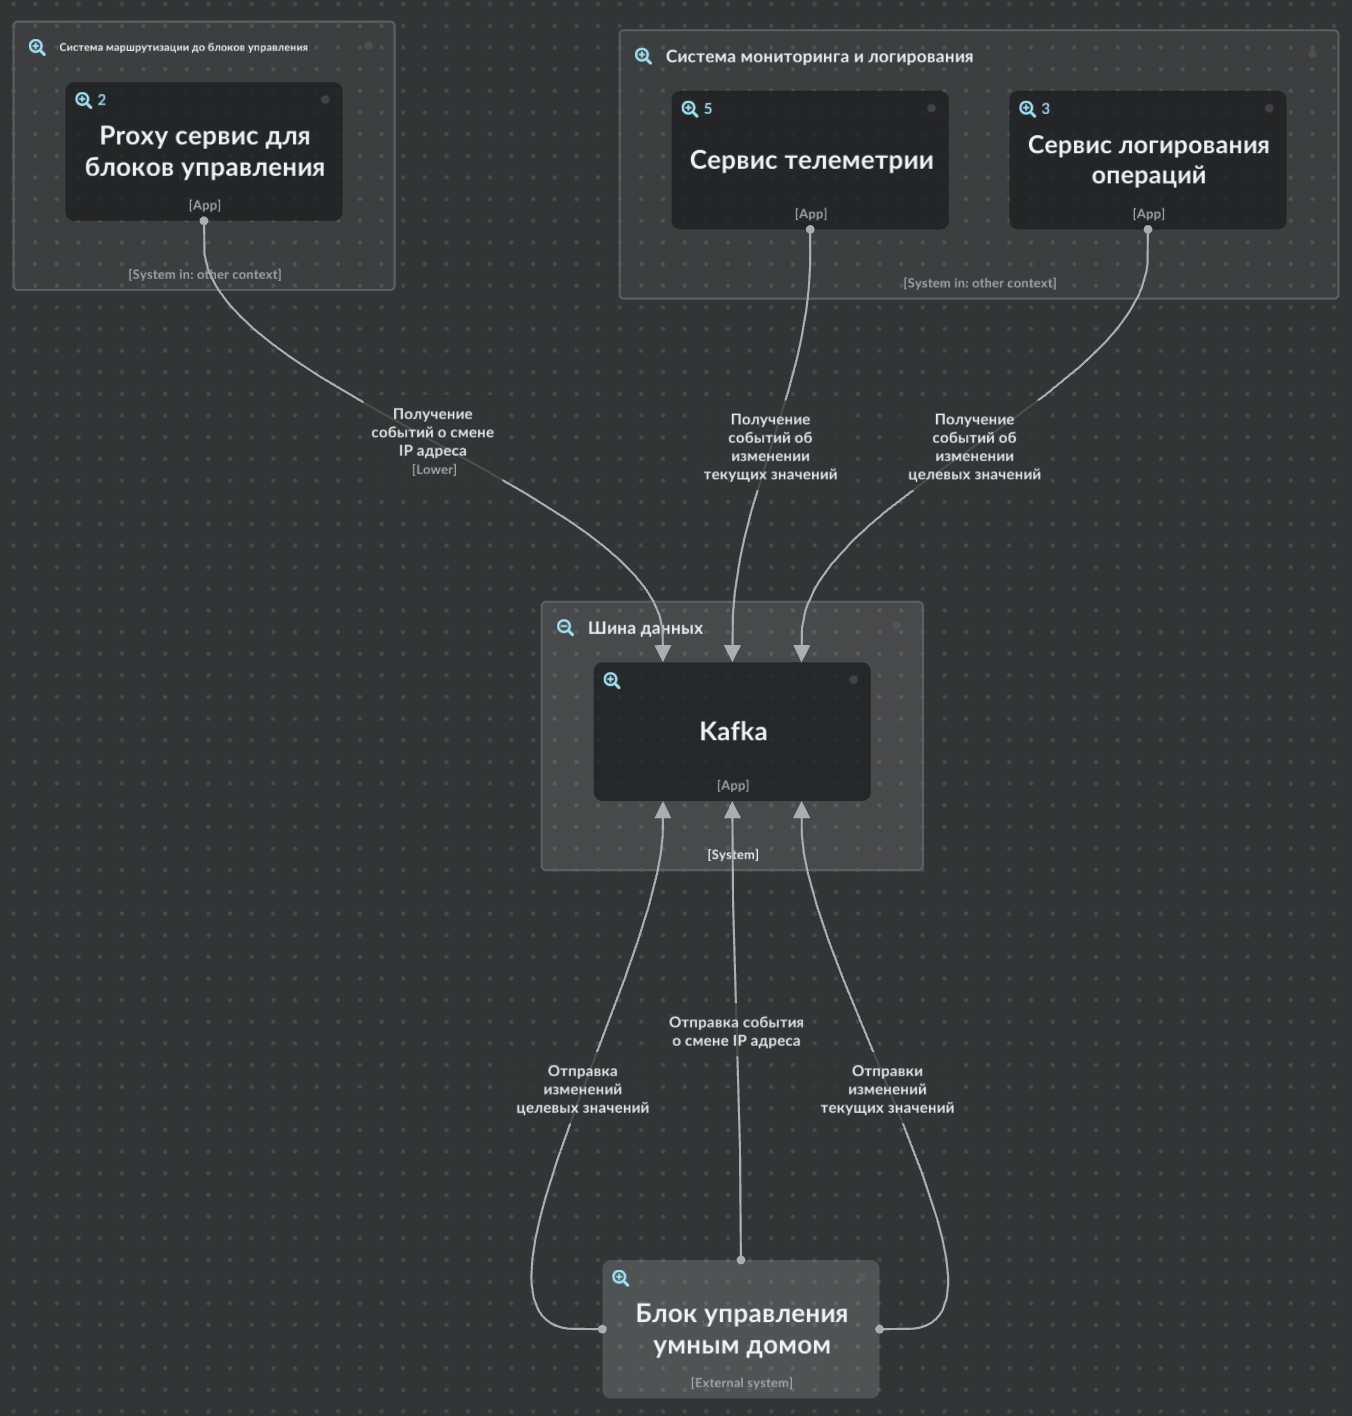 Система маршрутизации до блоков управления
2
Proxy сервис для
блоков управления
[App]
[System in: other context]
Система мониторинга и логирования
5
Сервис телеметрии
[App]
3
Сервис логирования
операций
[App]
[System in: other context]
Получение
событий о смене
IP адреса
[Lower]
Получение
событий об
изменении
текущих значений
Получение
событий об
изменении
целевых значений
Шина данных
Kafka
[App]
[System]
Отправка события
о смене IP адреса
Отправка
изменений
целевых значений
Отправки
изменений
текущих значений
Блок управления
умным домом
[External system]